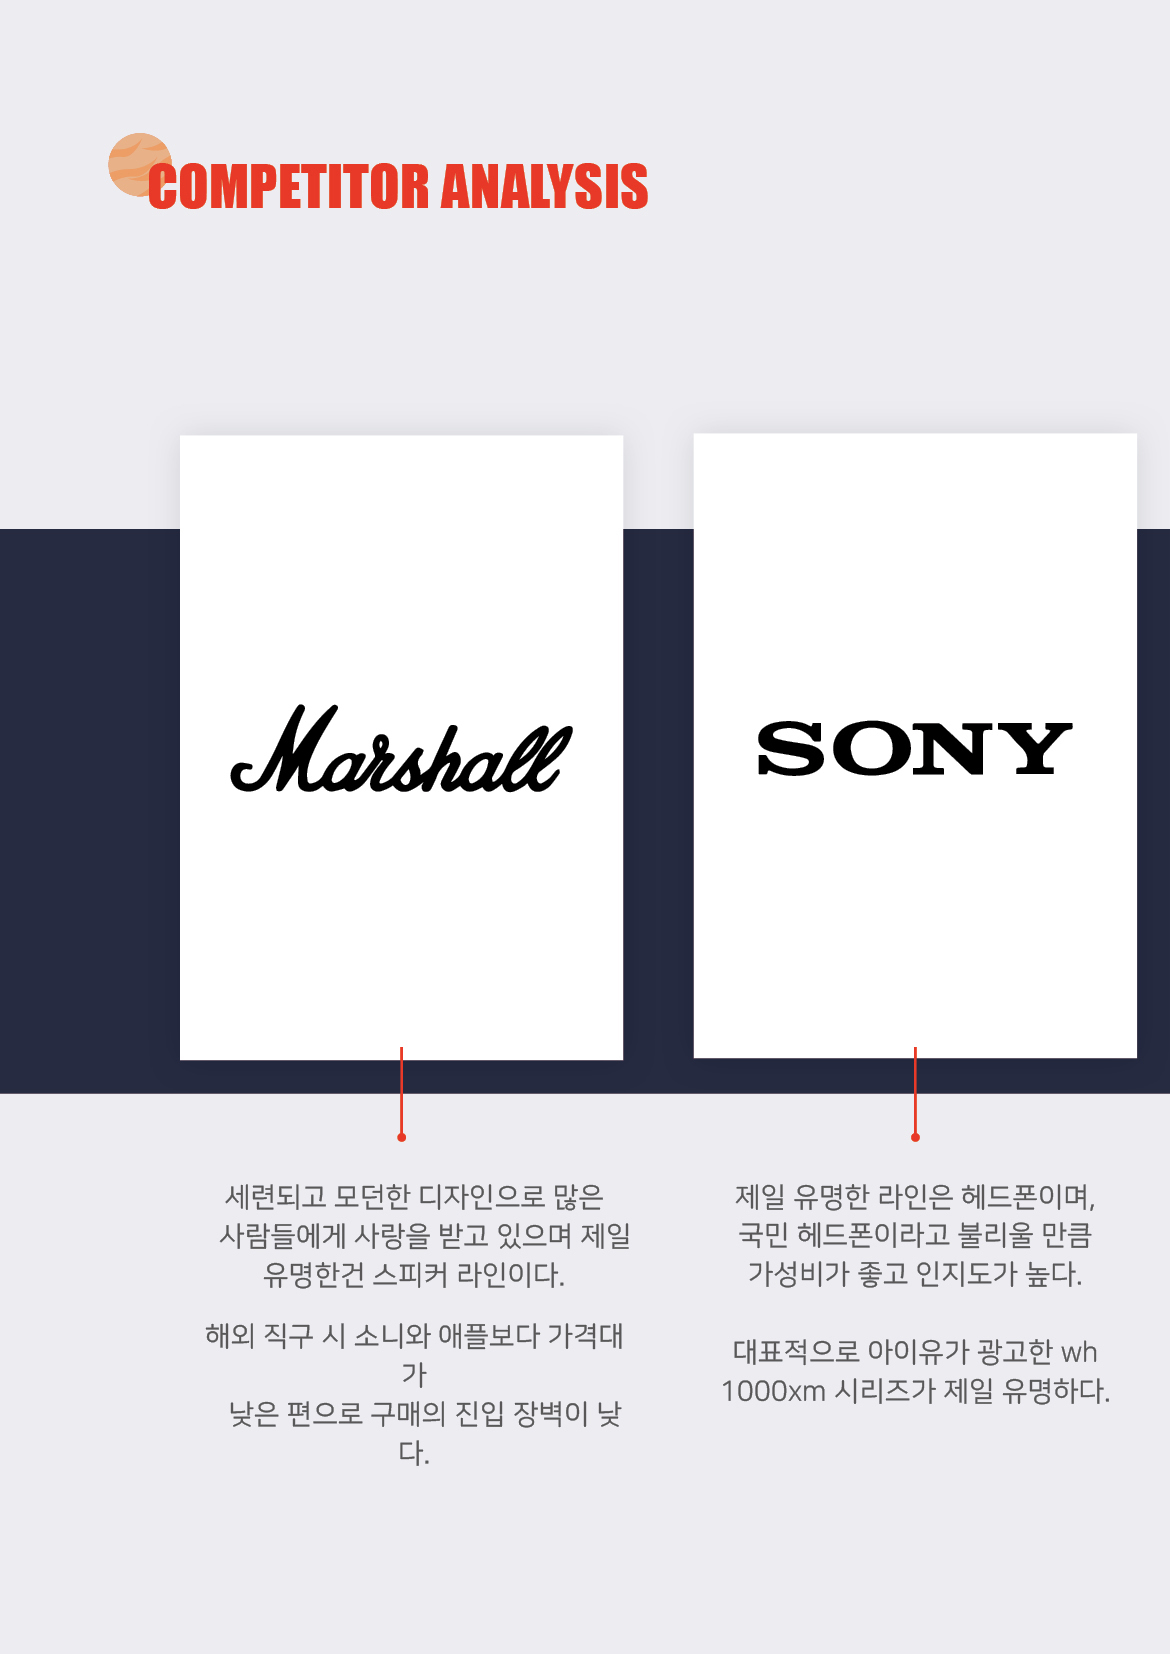 COMPETITOR ANALYSIS
Marshall
SONY
세련되고 모던한 디자인으로 많은
사람들에게 사랑을 받고 있으며 제일
유명한건 스피커 라인이다.
해외 직구 시 소니와 애플보다 가격대
가
낮은 편으로 구매의 진입 장벽이 낮
다.
제일 유명한 라인은 헤드폰이며,
국민 헤드폰이라고 불리울 만큼
가성비가 좋고 인지도가 높다.
대표적으로 아이유가 광고한 wh
1000xm 시리즈가 제일 유명하다.